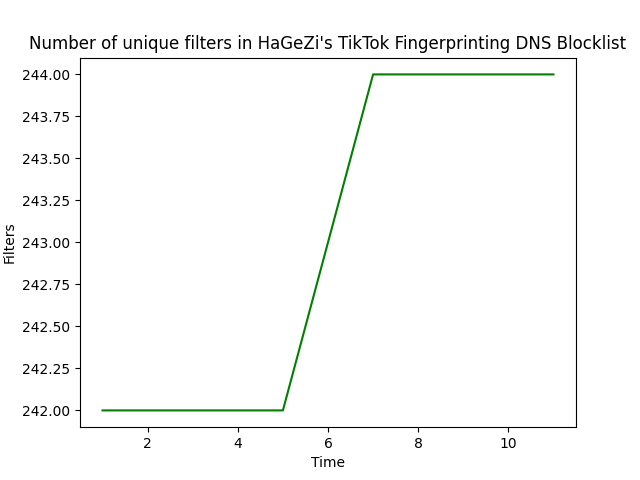 Number of unique filters in HaGeZi's TikTok Fingerprinting DNS Blocklist
244.00
243.75
243.50
243.25
243.00
242.75
242.50
242.25
242.00
Filters
2 4 6 8 10
Time